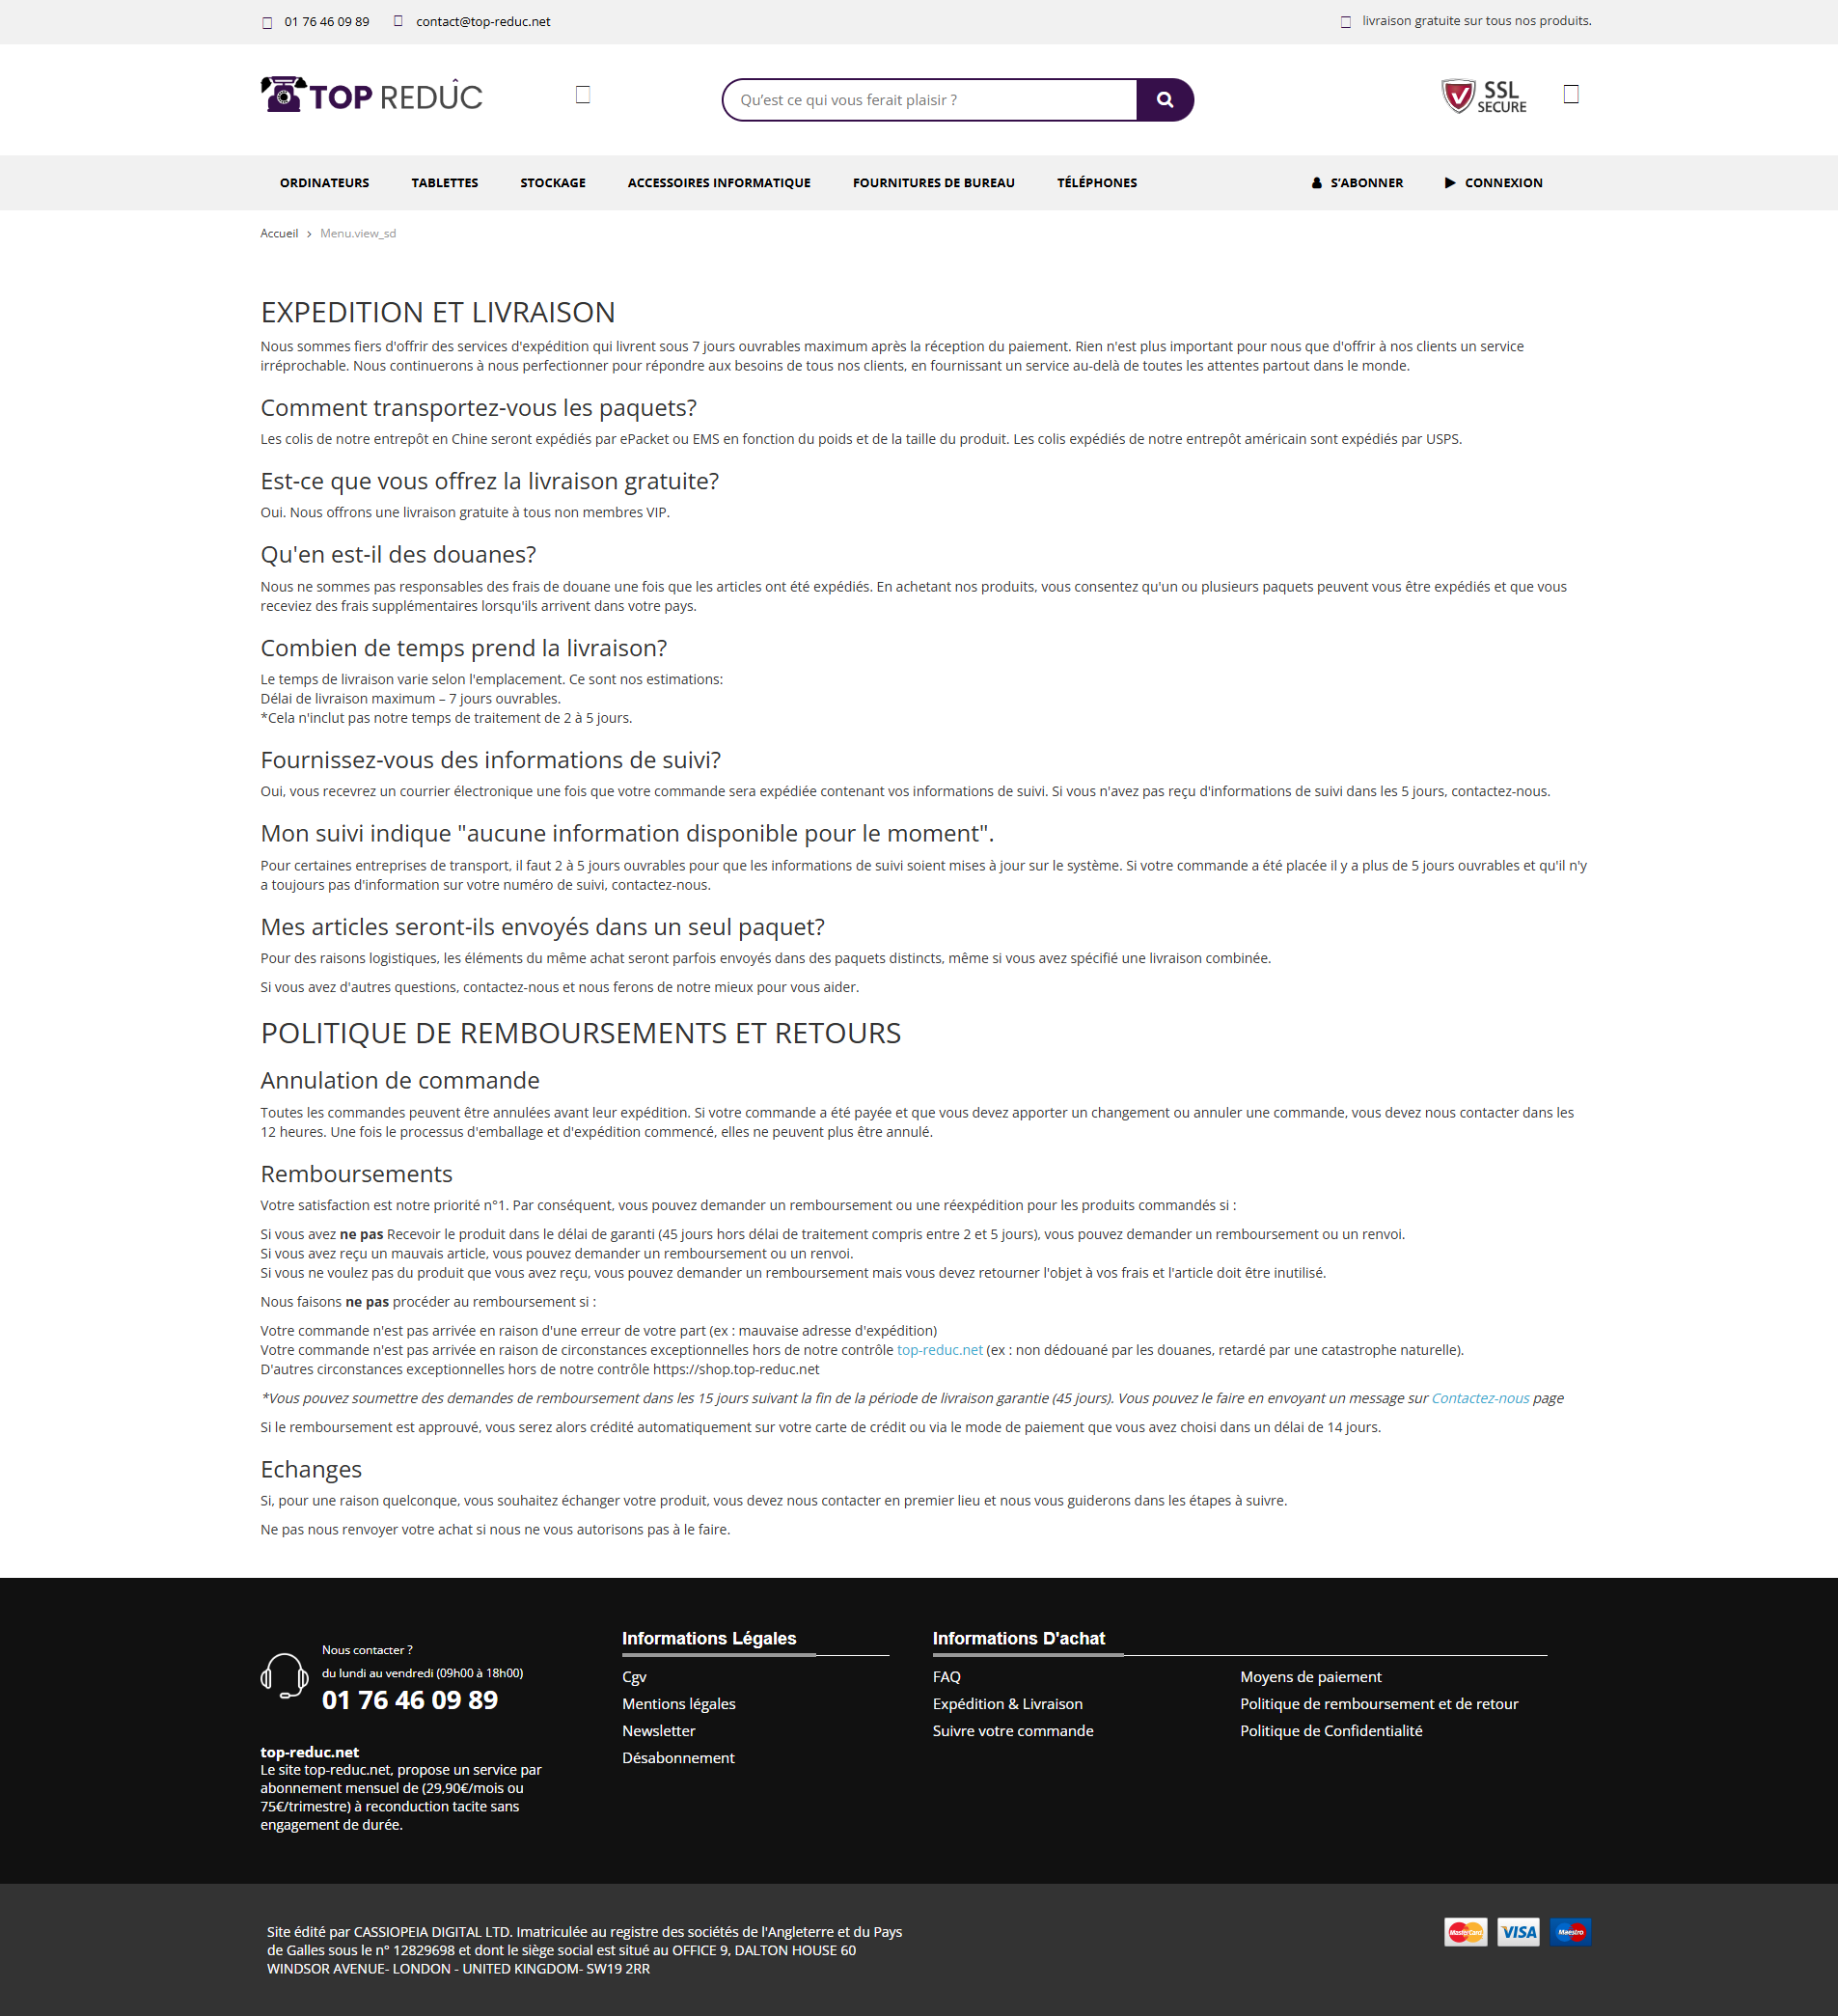 01 76 46 09 89
contact@top-reduc.net
livraison gratuite sur tous nos produits.
TOP REDUC
Qu'est ce qui vous ferait plaisir ?
SSL
SECURE
ORDINATEURS
TABLETTES
STOCKAGE
ACCESSOIRES INFORMATIQUE
FOURNITURES DE BUREAU
TÉLÉPHONES
S'ABONNER
CONNEXION
Accueil > Menu.view_sd
EXPEDITION ET LIVRAISON
Nous sommes fiers d'offrir des services d'expédition qui livrent sous 7 jours ouvrables maximum après la réception du paiement. Rien n'est plus important pour nous que d'offrir à nos clients un service
irréprochable. Nous continuerons à nous perfectionner pour répondre aux besoins de tous nos clients, en fournissant un service au-delà de toutes les attentes partout dans le monde.
Comment transportez-vous les paquets?
Les colis de notre entrepôt en Chine seront expédiés par ePacket ou EMS en fonction du poids et de la taille du produit. Les colis expédiés de notre entrepôt américain sont expédiés par USPS.
Est-ce que vous offrez la livraison gratuite?
Oui. Nous offrons une livraison gratuite à tous non membres VIP.
Qu'en est-il des douanes?
Nous ne sommes pas responsables des frais de douane une fois que les articles ont été expédiés. En achetant nos produits, vous consentez qu'un ou plusieurs paquets peuvent vous être expédiés et que vous
receviez des frais supplémentaires lorsqu'ils arrivent dans votre pays.
Combien de temps prend la livraison?
Le temps de livraison varie selon l'emplacement. Ce sont nos estimations:
Délai de livraison maximum – 7 jours ouvrables.
*Cela n'inclut pas notre temps de traitement de 2 à 5 jours.
Fournissez-vous des informations de suivi?
Oui, vous recevrez un courrier électronique une fois que votre commande sera expédiée contenant vos informations de suivi. Si vous n'avez pas reçu d'informations de suivi dans les 5 jours, contactez-nous.
Mon suivi indique "aucune information disponible pour le moment".
Pour certaines entreprises de transport, il faut 2 à 5 jours ouvrables pour que les informations de suivi soient mises à jour sur le système. Si votre commande a été placée il y a plus de 5 jours ouvrables et qu'il n'y
a toujours pas d'information sur votre numéro de suivi, contactez-nous.
Mes articles seront-ils envoyés dans un seul paquet?
Pour des raisons logistiques, les éléments du même achat seront parfois envoyés dans des paquets distincts, même si vous avez spécifié une livraison combinée.
Si vous avez d'autres questions, contactez-nous et nous ferons de notre mieux pour vous aider.
POLITIQUE DE REMBOURSEMENTS ET RETOURS
Annulation de commande
Toutes les commandes peuvent être annulées avant leur expédition. Si votre commande a été payée et que vous devez apporter un changement ou annuler une commande, vous devez nous contacter dans les
12 heures. Une fois le processus d'emballage et d'expédition commencé, elles ne peuvent plus être annulé.
Remboursements
Votre satisfaction est notre priorité n°1. Par conséquent, vous pouvez demander un remboursement ou une réexpédition pour les produits commandés si :
Si vous avez ne pas Recevoir le produit dans le délai de garanti (45 jours hors délai de traitement compris entre 2 et 5 jours), vous pouvez demander un remboursement ou un renvoi.
Si vous avez reçu un mauvais article, vous pouvez demander un remboursement ou un renvoi.
Si vous ne voulez pas du produit que vous avez reçu, vous pouvez demander un remboursement mais vous devez retourner l'objet à vos frais et l'article doit être inutilisé.
Nous faisons ne pas procéder au remboursement si :
Votre commande n'est pas arrivée en raison d'une erreur de votre part (ex : mauvaise adresse d'expédition)
Votre commande n'est pas arrivée en raison de circonstances exceptionnelles hors de notre contrôle top-reduc.net (ex : non dédouané par les douanes, retardé par une catastrophe naturelle).
D'autres circonstances exceptionnelles hors de notre contrôle https://shop.top-reduc.net
*Vous pouvez soumettre des demandes de remboursement dans les 15 jours suivant la fin de la période de livraison garantie (45 jours). Vous pouvez le faire en envoyant un message sur Contactez-nous page
Si le remboursement est approuvé, vous serez alors crédité automatiquement sur votre carte de crédit ou via le mode de paiement que vous avez choisi dans un délai de 14 jours.
Echanges
Si, pour une raison quelconque, vous souhaitez échanger votre produit, vous devez nous contacter en premier lieu et nous vous guiderons dans les étapes à suivre.
Ne pas nous renvoyer votre achat si nous ne vous autorisons pas à le faire.
Nous contacter ?
du lundi au vendredi (09h00 à 18h00)
01 76 46 09 89
top-reduc.net
Le site top-reduc.net, propose un service par
abonnement mensuel de (29,90€/mois ou
75€/trimestre) à reconduction tacite sans
engagement de durée.
Informations Légales
Cgv
Mentions légales
Newsletter
Désabonnement
Informations D'achat
FAQ
Expédition & Livraison
Suivre votre commande
Moyens de paiement
Politique de remboursement et de retour
Politique de Confidentialité
Site édité par CASSIOPEIA DIGITAL LTD. Imatriculée au registre des sociétés de l'Angleterre et du Pays
de Galles sous le n° 12829698 et dont le siège social est situé au OFFICE 9, DALTON HOUSE 60
WINDSOR AVENUE- LONDON - UNITED KINGDOM- SW19 2RR
MasterCard
VISA
Maestro